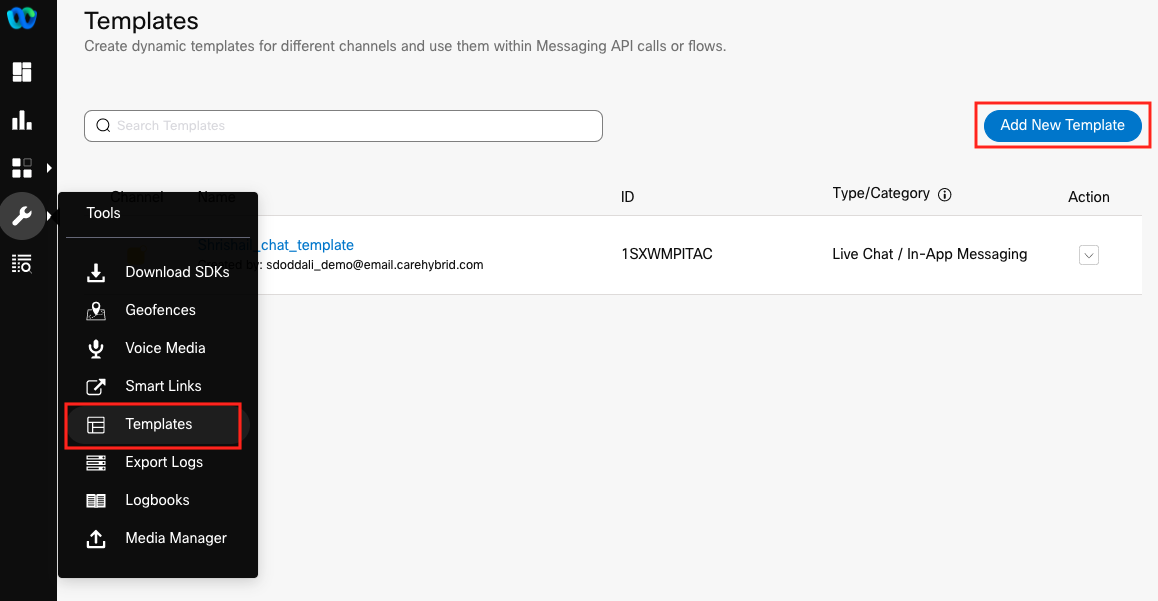 Templates
Create dynamic templates for different channels and use them within Messaging API calls or flows.
Search Templates
Add New Template
Channel Name ID Type/Category Action
Tools
_chat_template
by: sdoddali_demo@email.carehybrid.com
1SXWMPITAC
Live Chat / In-App Messaging
Download SDKs
Geofences
Voice Media
Smart Links
Templates
Export Logs
Logbooks
Media Manager